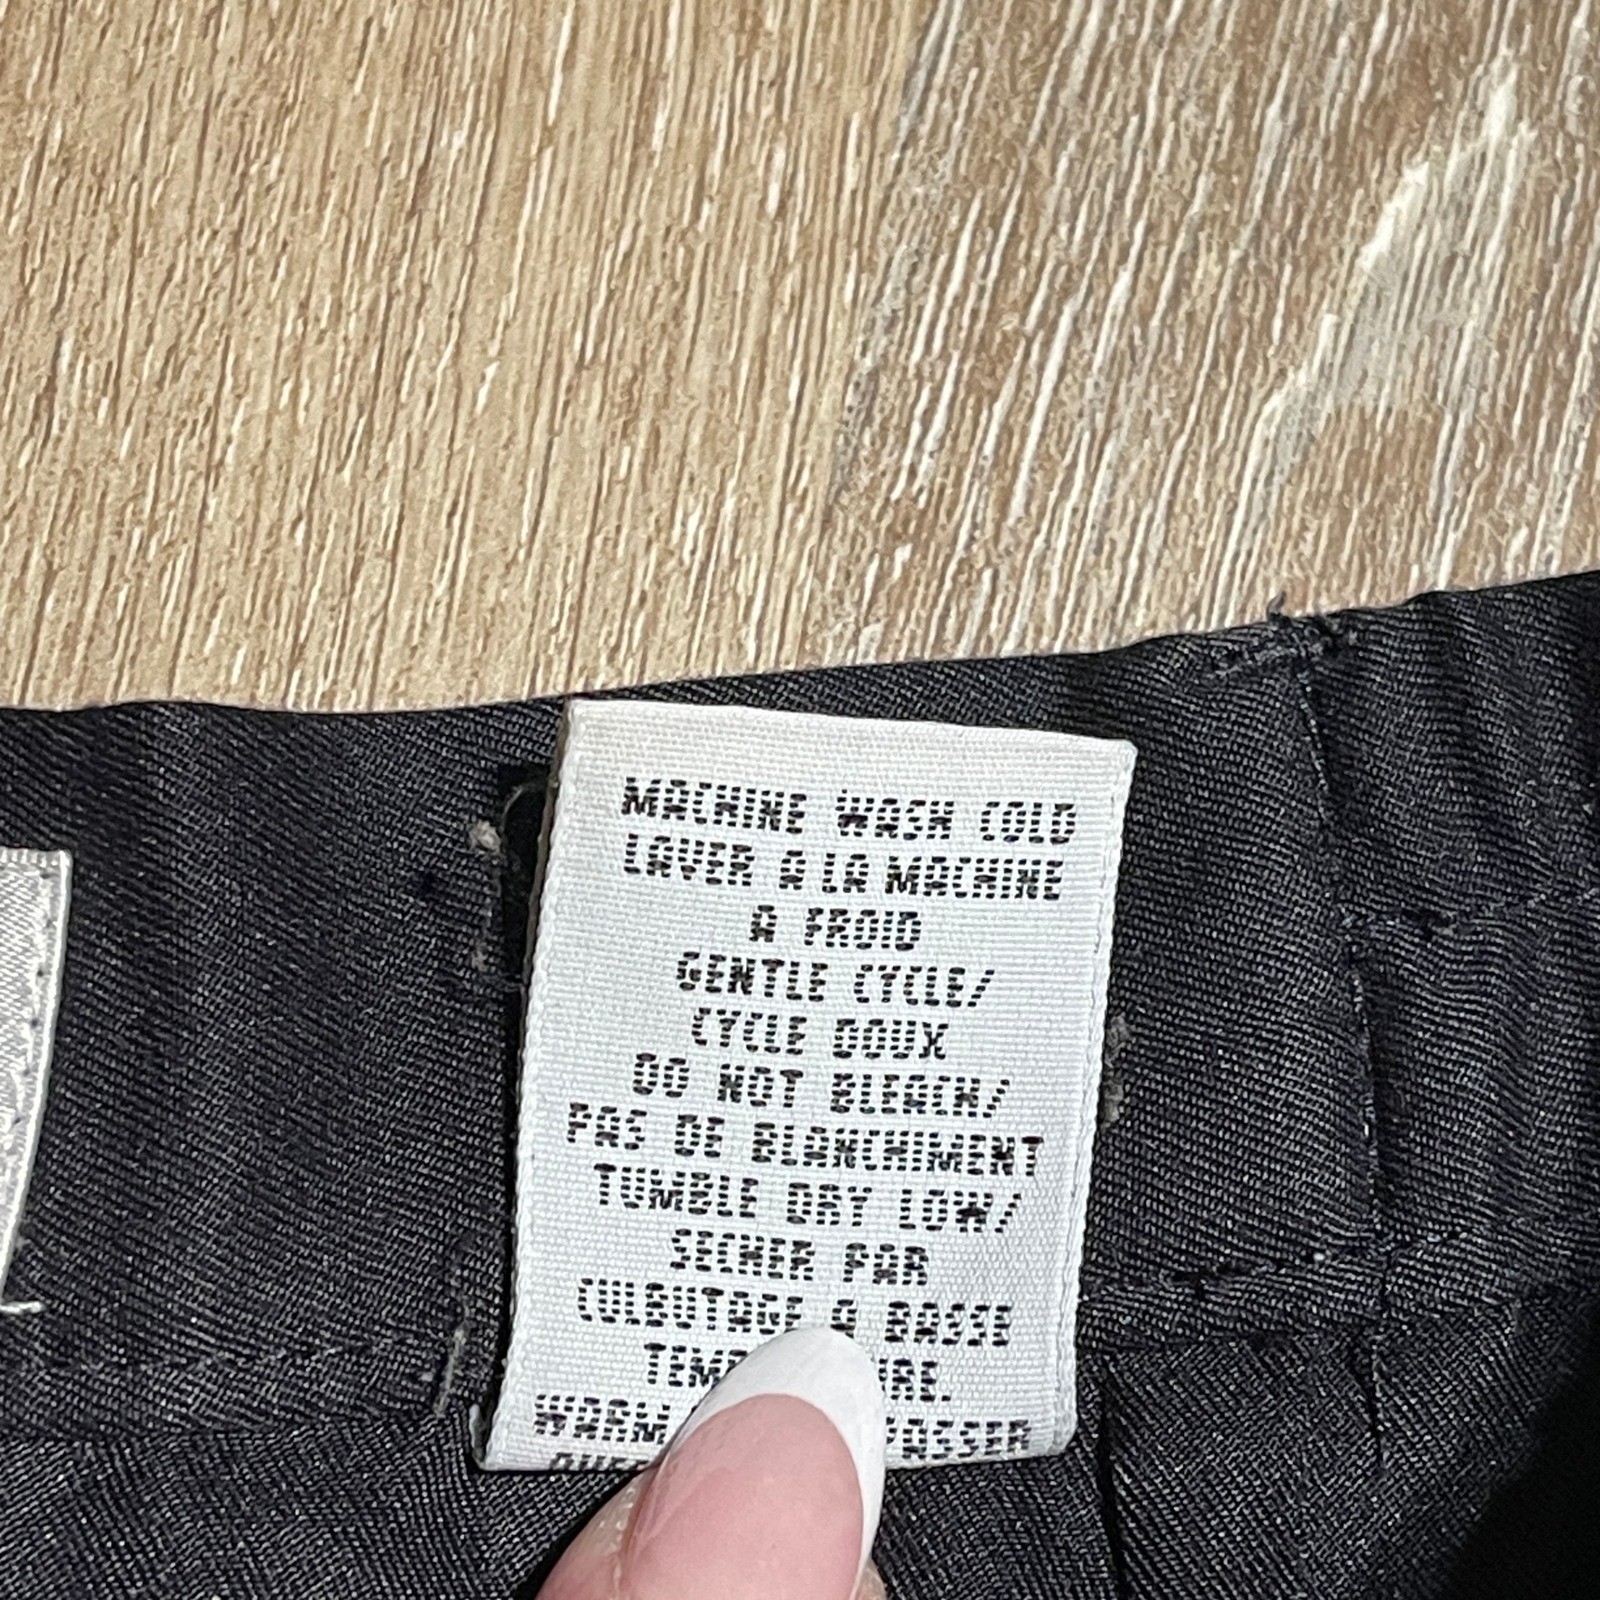 MACHINE WASH COLD
LAVER A LA MACHINE
A FROID
GENTLE CYCLE/
CYCLE DOUX
DO NOT BLEACH/
PAS DE BLANCHIMENT
TUMBLE DRY LOW/
SECHER PAR
CULBUTAGE A BASSE
WARM